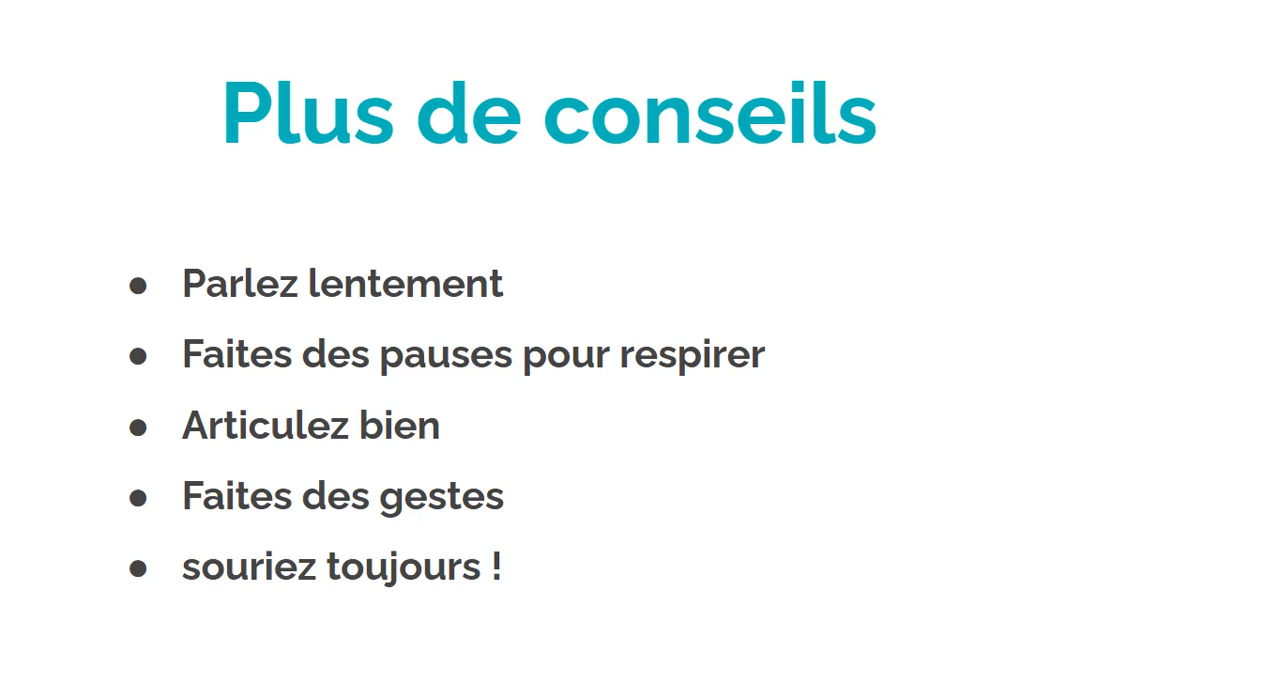 Plus de conseils
● Parlez lentement
● Faites des pauses pour respirer
● Articulez bien
● Faites des gestes
● souriez toujours !